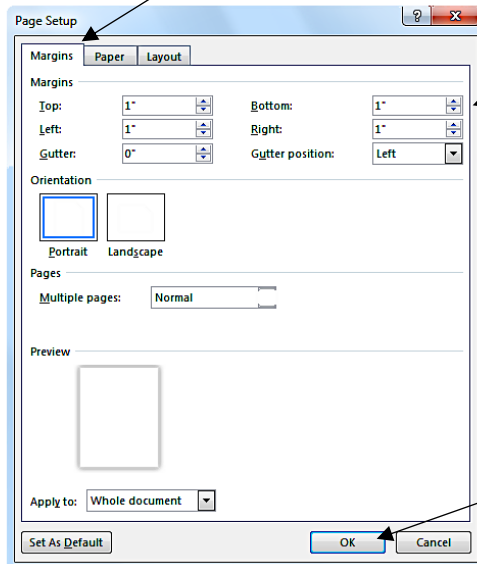 Page Setup
Margins Paper Layout
Margins
Top: 1" Bottom: 1"
Left: 1" Right: 1"
Gutter: 0" Gutter position: Left
Orientation
Portrait Landscape
Pages
Multiple pages: Normal
Preview
Apply to: Whole document
Set As Default OK Cancel